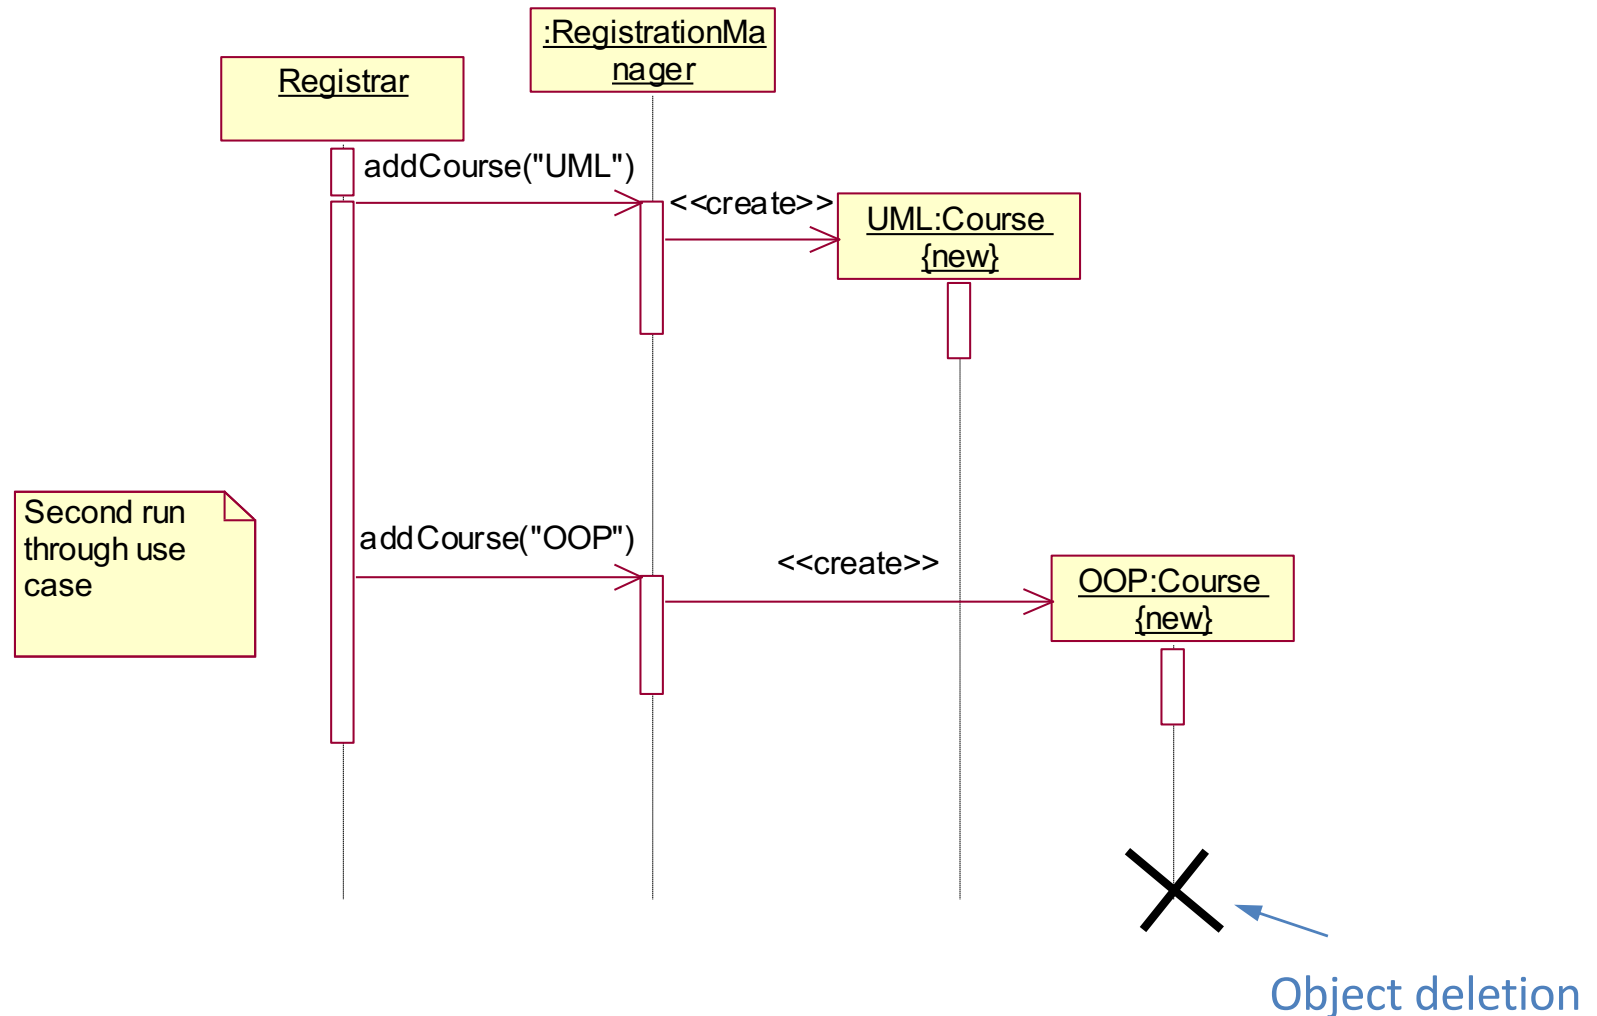 :RegistrationMa
nager
Registrar
addCourse("UML")
<<create>>
UML:Course
{new}
Second run
through use
case
addCourse("OOP")
<<create>>
OOP:Course
{new}
Object deletion